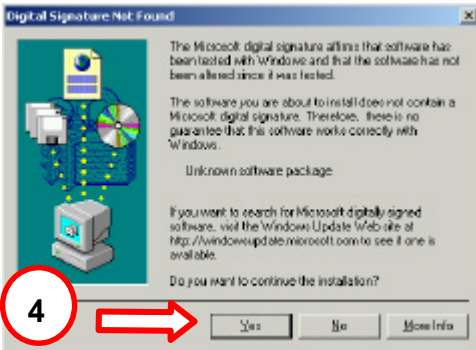 Digital Signature Not Found
The Microsoft digital signature affirms that software has
been tested with Windows and that the software has not
been altered since it was tested.
The software you are about to install does not contain a
Microsoft digital signature. Therefore, there is no
guarantee that this software works correctly with
Windows.
Unknown software package
If you want to search for Microsoft digitally signed
software, visit the Windows Update Web site at
http://windowsupdate.microsoft.com to see if one is
available.
Do you want to continue the installation?
4
Yes No More Info